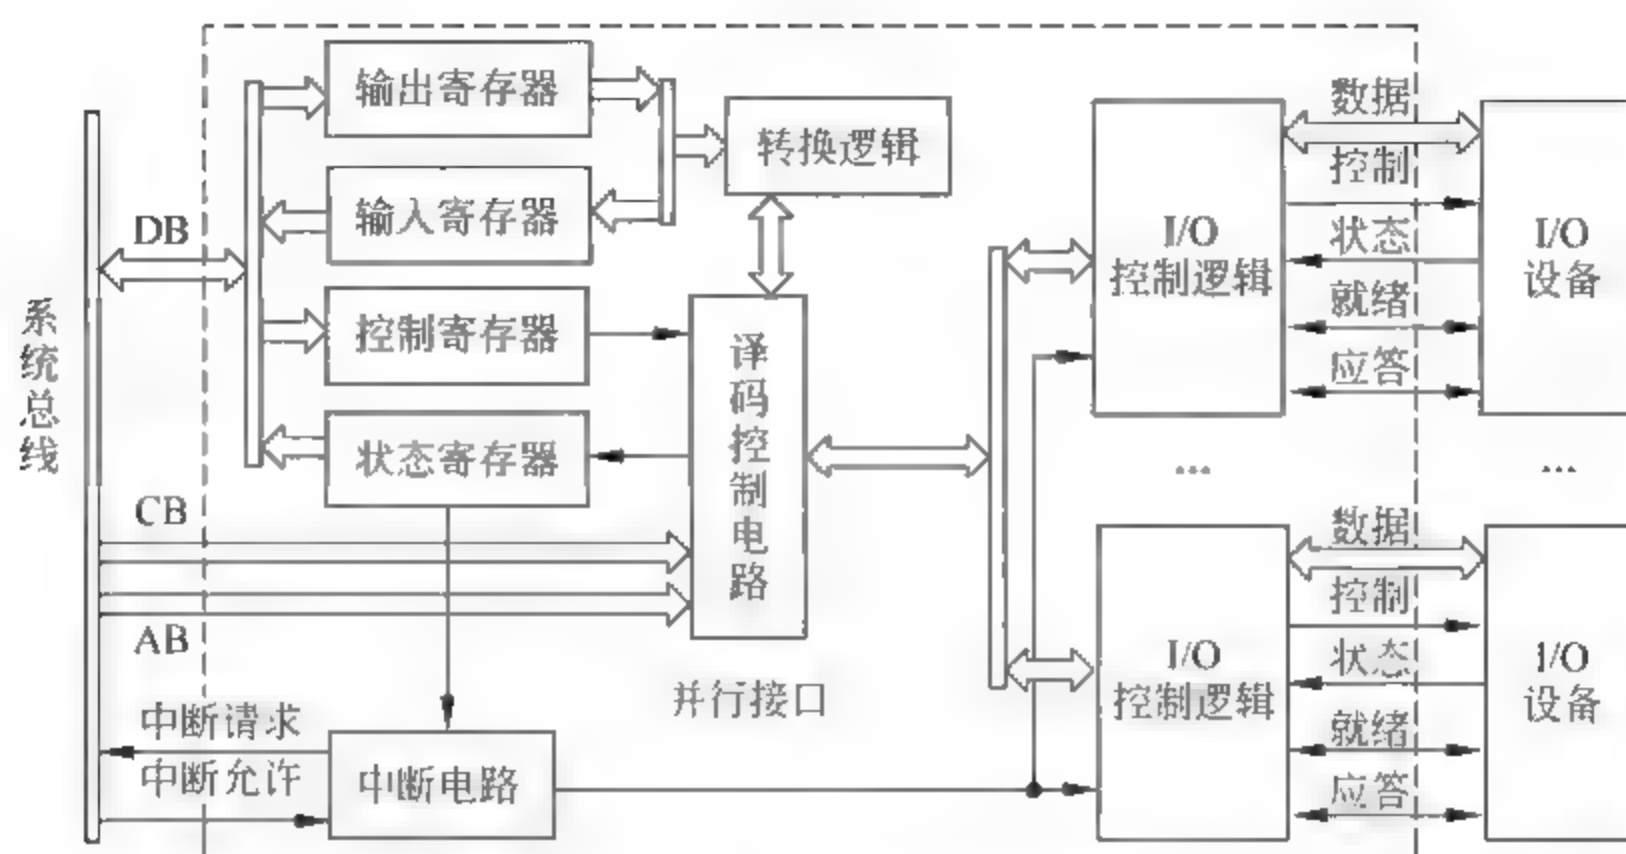 系统总线
DB
CB
AB
中断请求
中断允许
输出寄存器
输入寄存器
控制寄存器
状态寄存器
中断电路
转换逻辑
译码控制电路
并行接口
I/O
控制逻辑
数据
控制
状态
就绪
应答
I/O
设备
...
...
I/O
控制逻辑
数据
控制
状态
就绪
应答
I/O
设备